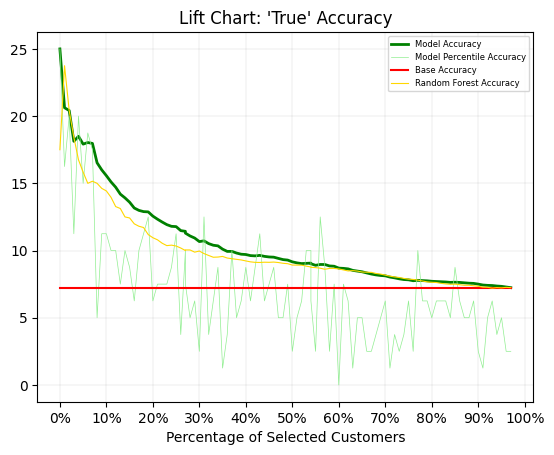 Lift Chart: 'True' Accuracy
Model Accuracy
Model Percentile Accuracy
Base Accuracy
Random Forest Accuracy
25
20
15
10
5
0
0% 10% 20% 30% 40% 50% 60% 70% 80% 90% 100%
Percentage of Selected Customers